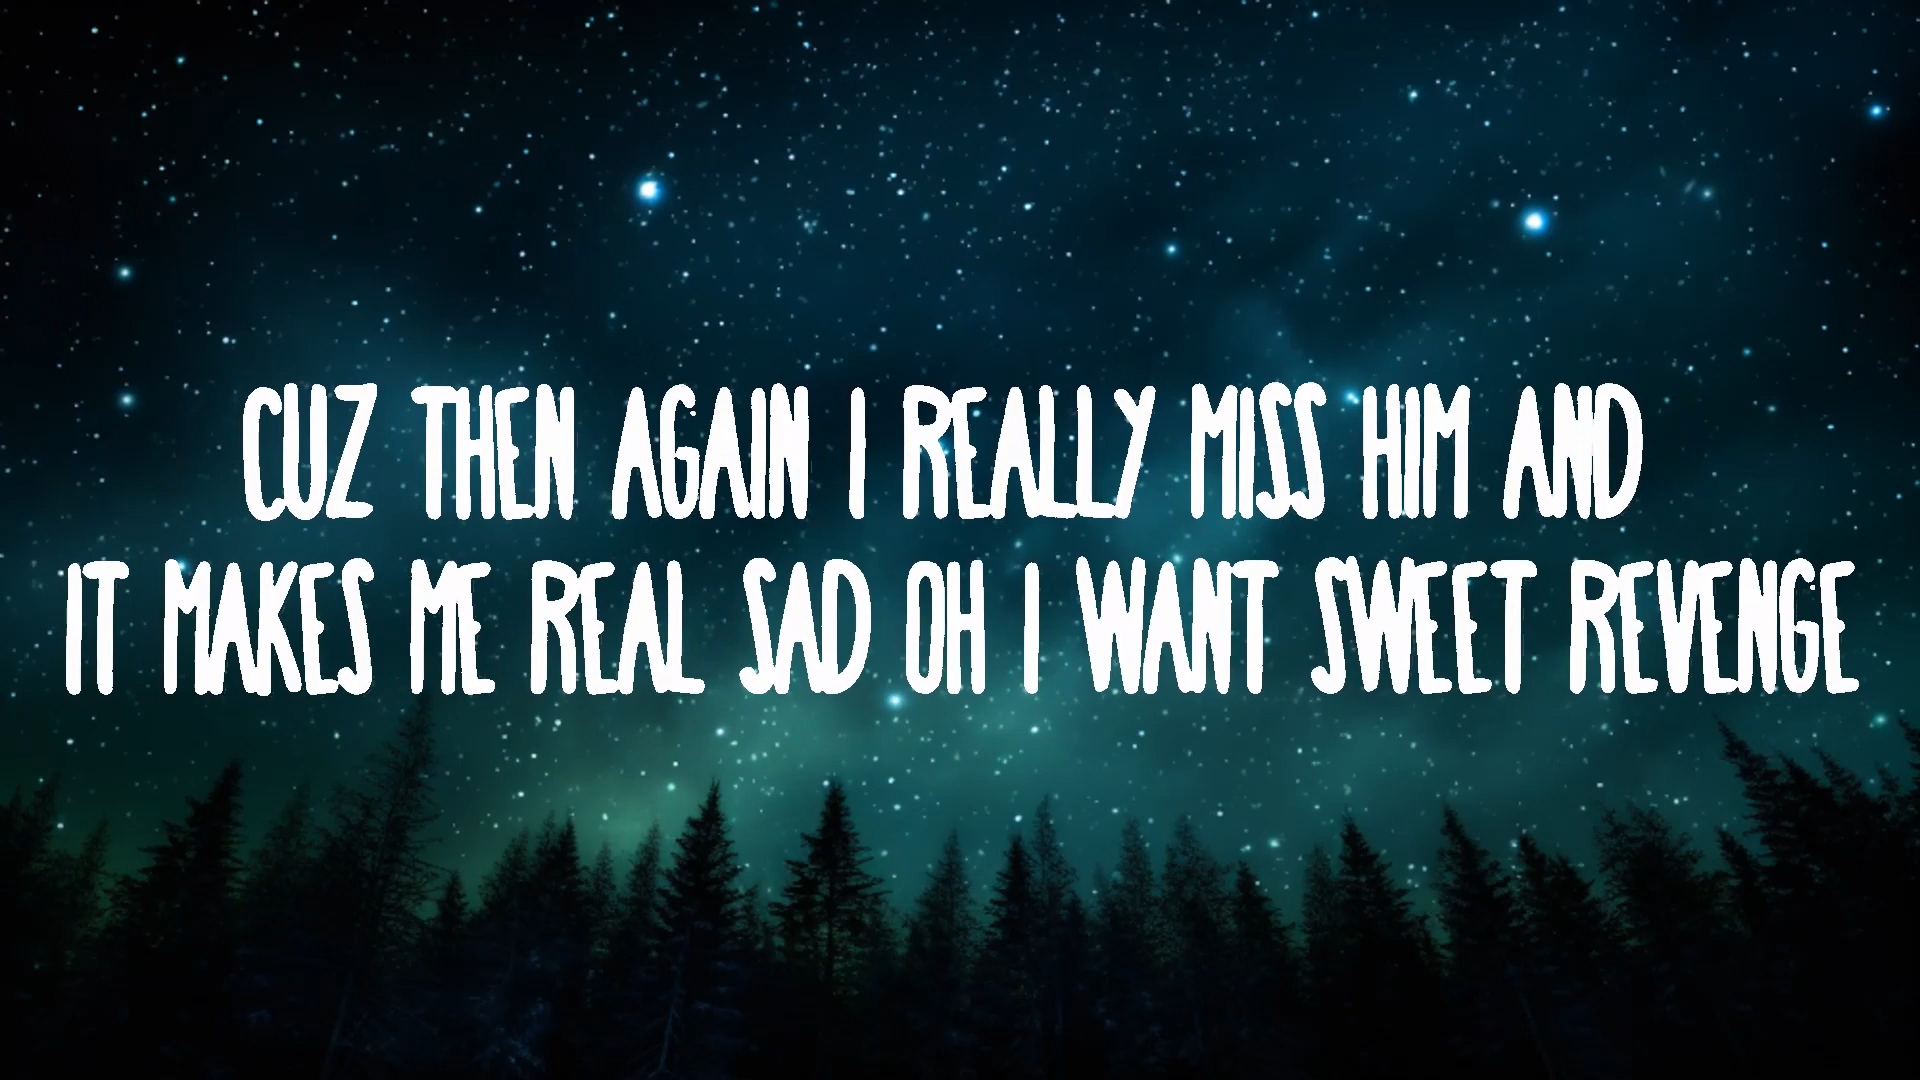 CUZ THEN AGAIN I REALLY MISS HIM AND
IT MAKES ME REAL SAD OH I WANT SWEET REVENGE